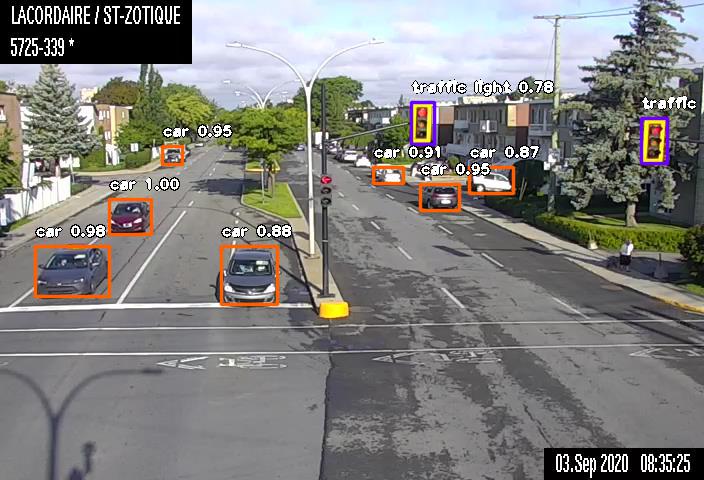 LACORDAIRE / ST-ZOTIQUE
5725-339 *
traffic light 0.78
traffic
car 0.95
car 0.91
car 0.87
car 0.95
car 1.00
car 0.98
car 0.88
03.Sep 2020 08:35:25